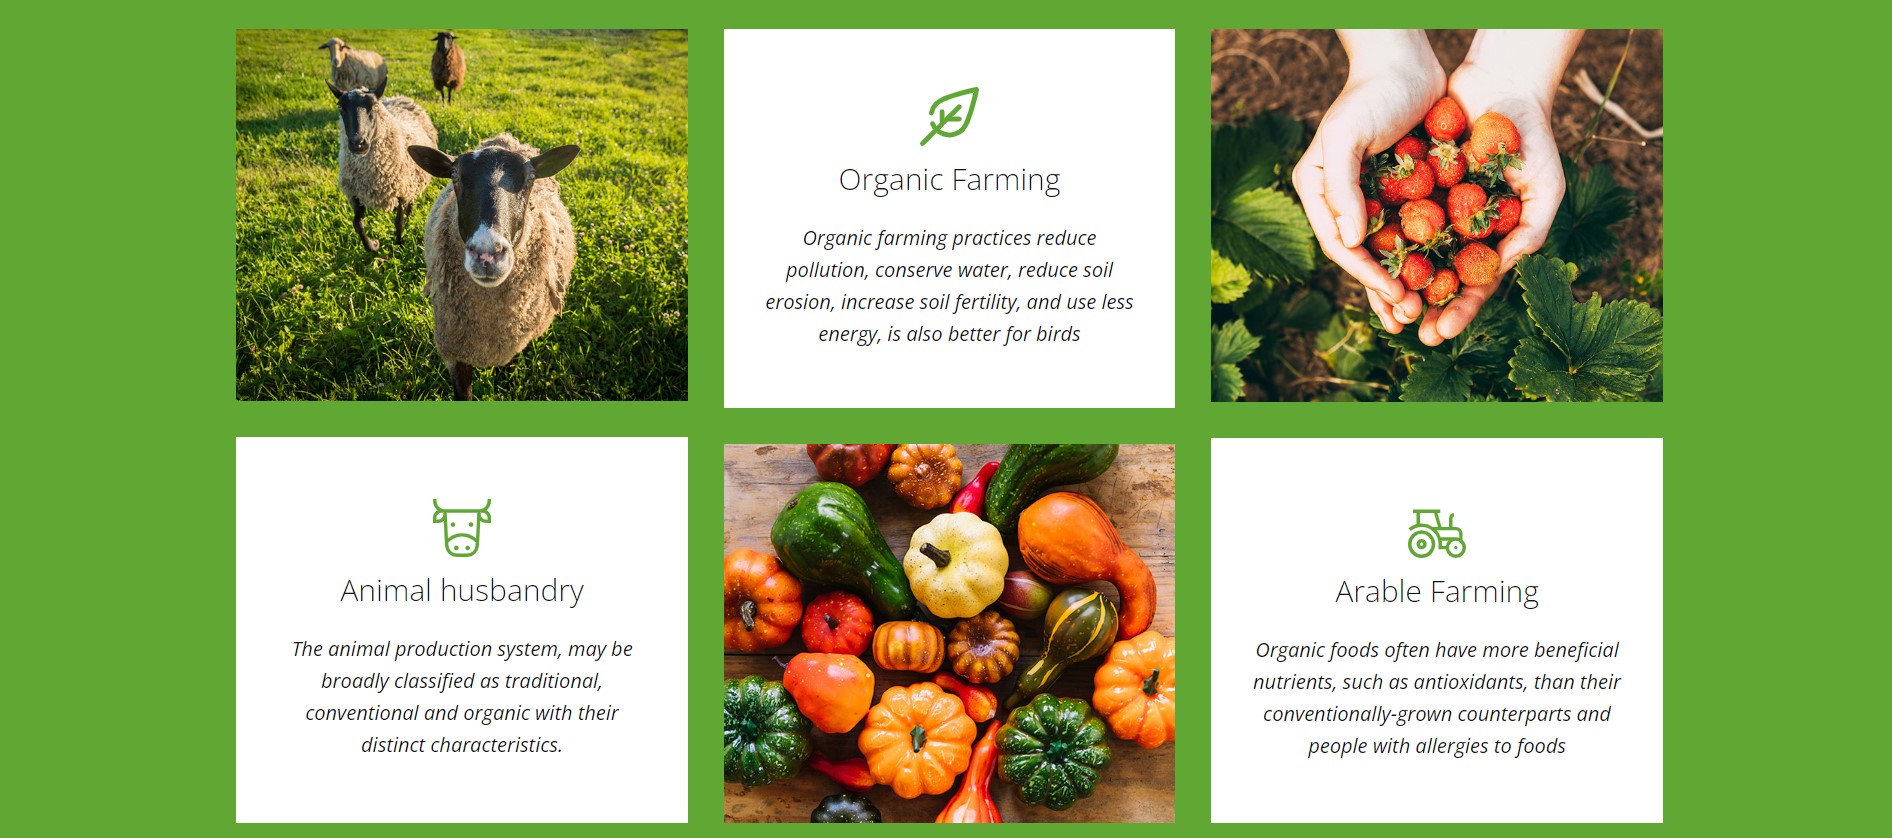 Organic Farming
Organic farming practices reduce
pollution, conserve water, reduce soil
erosion, increase soil fertility, and use less
energy, is also better for birds
Animal husbandry
The animal production system, may be
broadly classified as traditional,
conventional and organic with their
distinct characteristics.
Arable Farming
Organic foods often have more beneficial
nutrients, such as antioxidants, than their
conventionally-grown counterparts and
people with allergies to foods